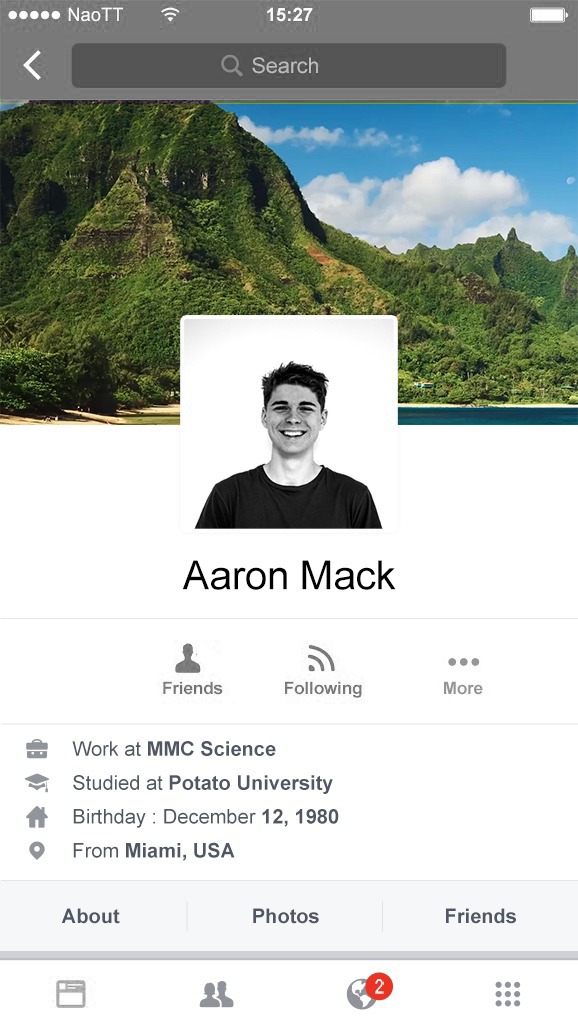 NaoTT 15:27
Search
Aaron Mack
Friends Following More
Work at MMC Science
Studied at Potato University
Birthday : December 12, 1980
From Miami, USA
About Photos Friends
2